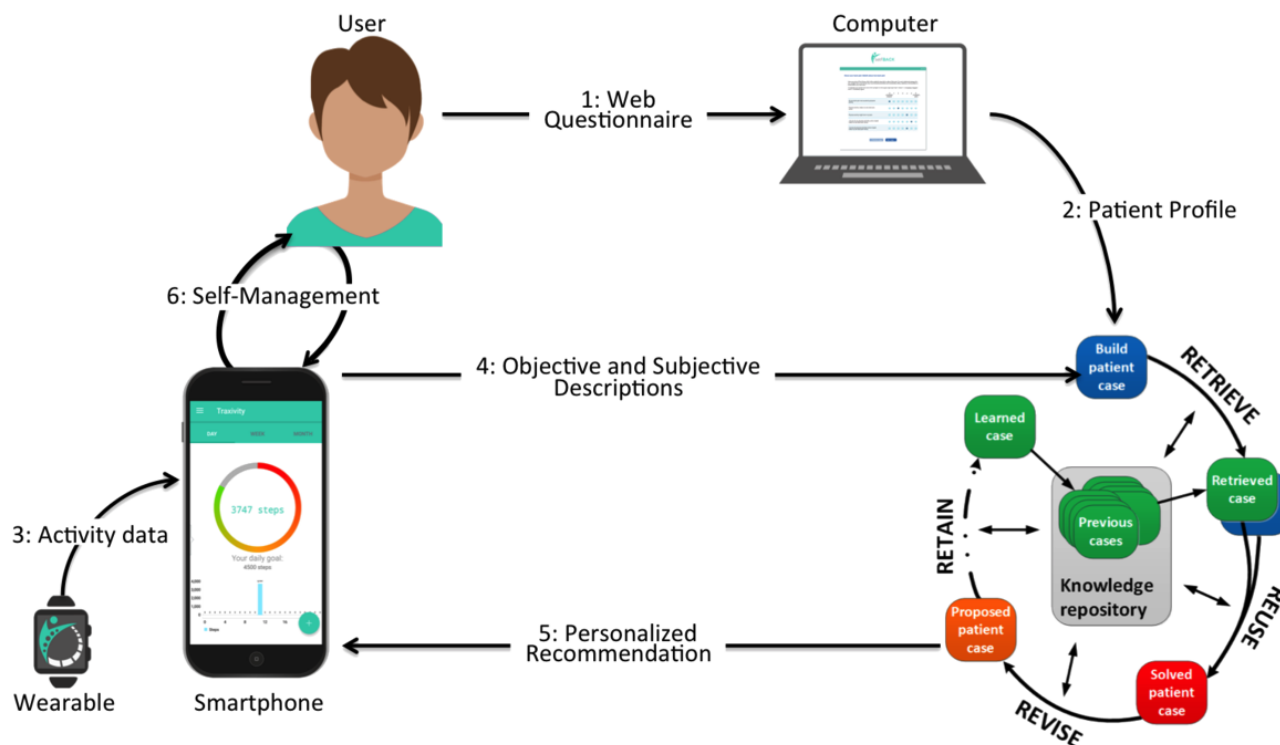 User
Computer
1: Web
Questionnaire
2: Patient Profile
6: Self-Management
4: Objective and Subjective
Descriptions
Build
patient
case
RETRIEVE
Learned
case
Retrieved
case
Previous
cases
Knowledge
repository
RETAIN
REUSE
Traxivity
DAY
WEEK
MONTH
3747 steps
Your daily goal:
4500 steps
3: Activity data
5: Personalized
Recommendation
Proposed
patient
case
Solved
patient
case
REVISE
Wearable
Smartphone